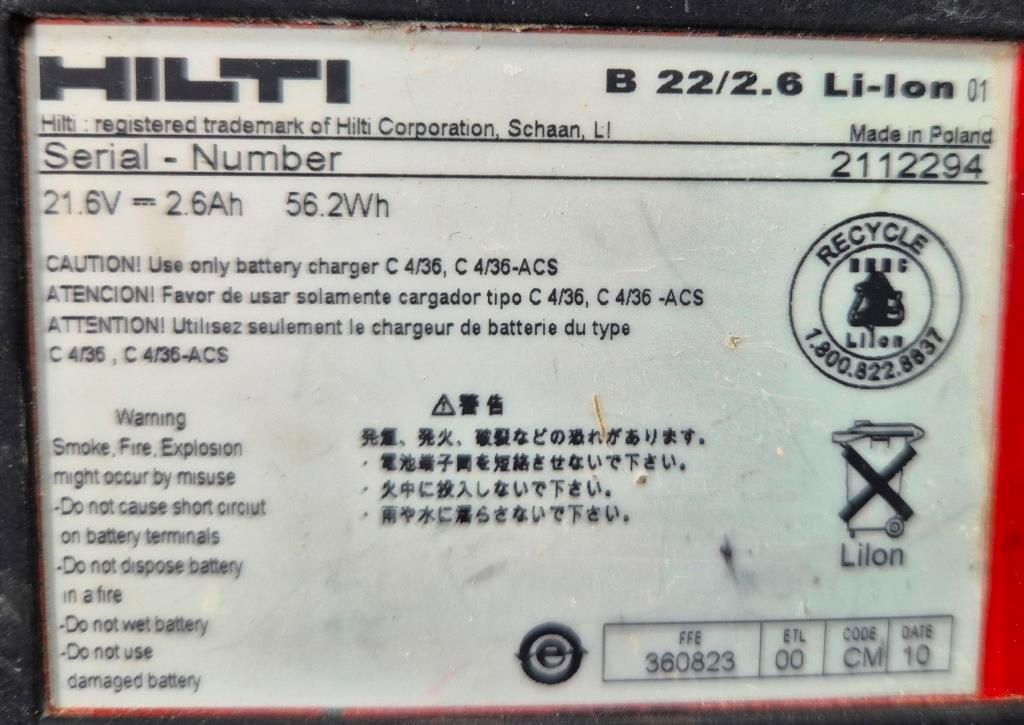 HILTI
B 22/2.6 Li-Ion 01
Hilti : registered trademark of Hilti Corporation, Schaan, LI
Made in Poland
Serial - Number
2112294
21.6V ⎓ 2.6Ah 56.2Wh
CAUTION! Use only battery charger C 4/36, C 4/36-ACS
ATENCION! Favor de usar solamente cargador tipo C 4/36, C 4/36 -ACS
ATTENTION! Utilisez seulement le chargeur de batterie du type
C 4/36 , C 4/36-ACS
RECYCLE
RBRC
LiIon
1.800.822.8837
Warning
Smoke, Fire, Explosion
might occur by misuse
-Do not cause short circiut
on battery terminals
-Do not dispose battery
in a fire
-Do not wet battery
-Do not use
damaged battery
⚠警告
発煙、発火、破裂などの恐れがあります。
・電池端子間を短絡させないで下さい。
・火中に投入しないで下さい。
・雨や水に濡らさないで下さい。
LiIon
e
FFE ETL CODE DATE
360823 00 CM 10